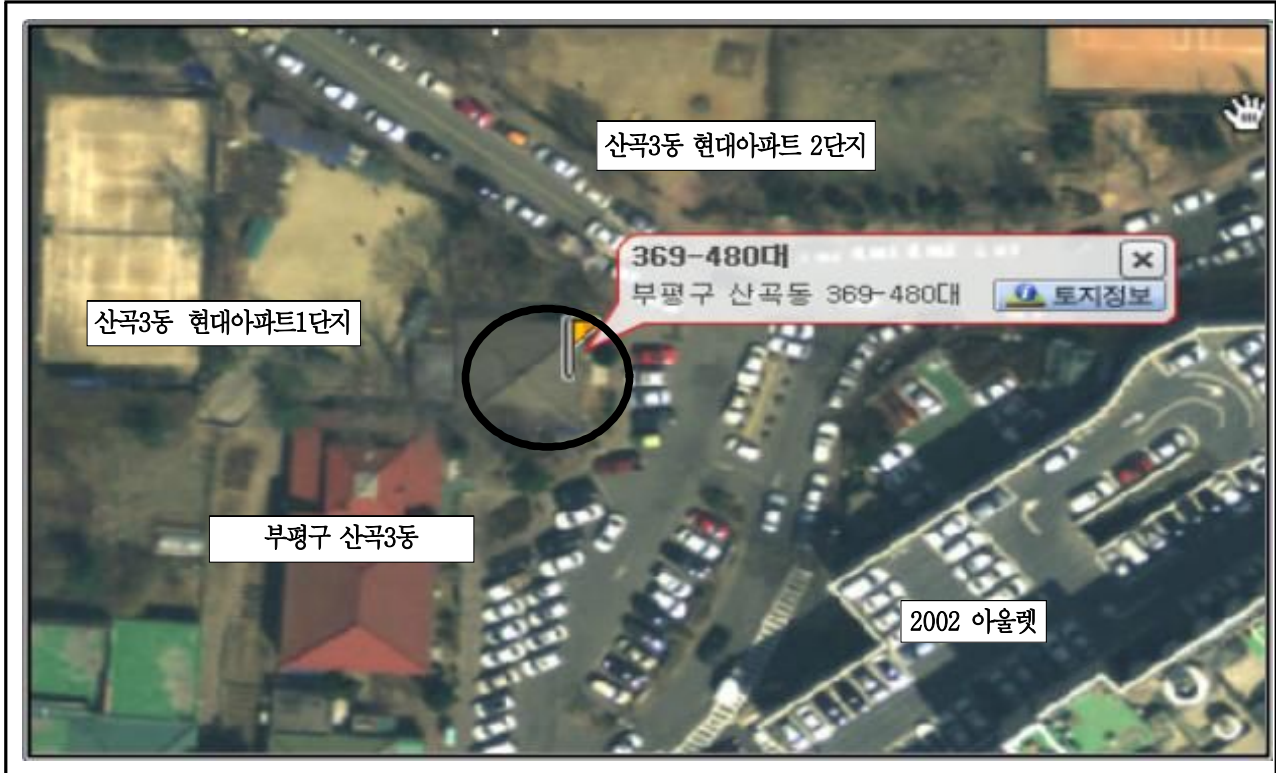 산곡3동 현대아파트 2단지
369-480대
부평구 산곡동 369-480대
토지정보
산곡3동 현대아파트1단지
부평구 산곡3동
2002 아울렛